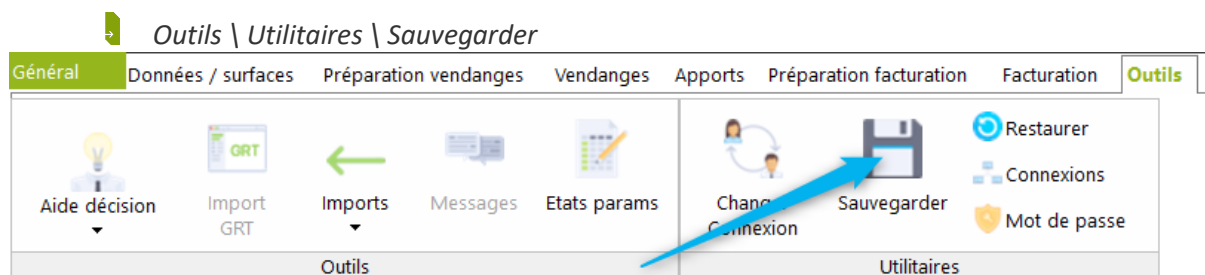 Outils \ Utilitaires \ Sauvegarder
Général Données / surfaces Préparation vendanges Vendanges Apports Préparation facturation Facturation Outils
GRT
Restaurer
Connexions
Aide décision Import GRT Imports Messages Etats params Connexion Sauvegarder
Mot de passe
Outils Utilitaires